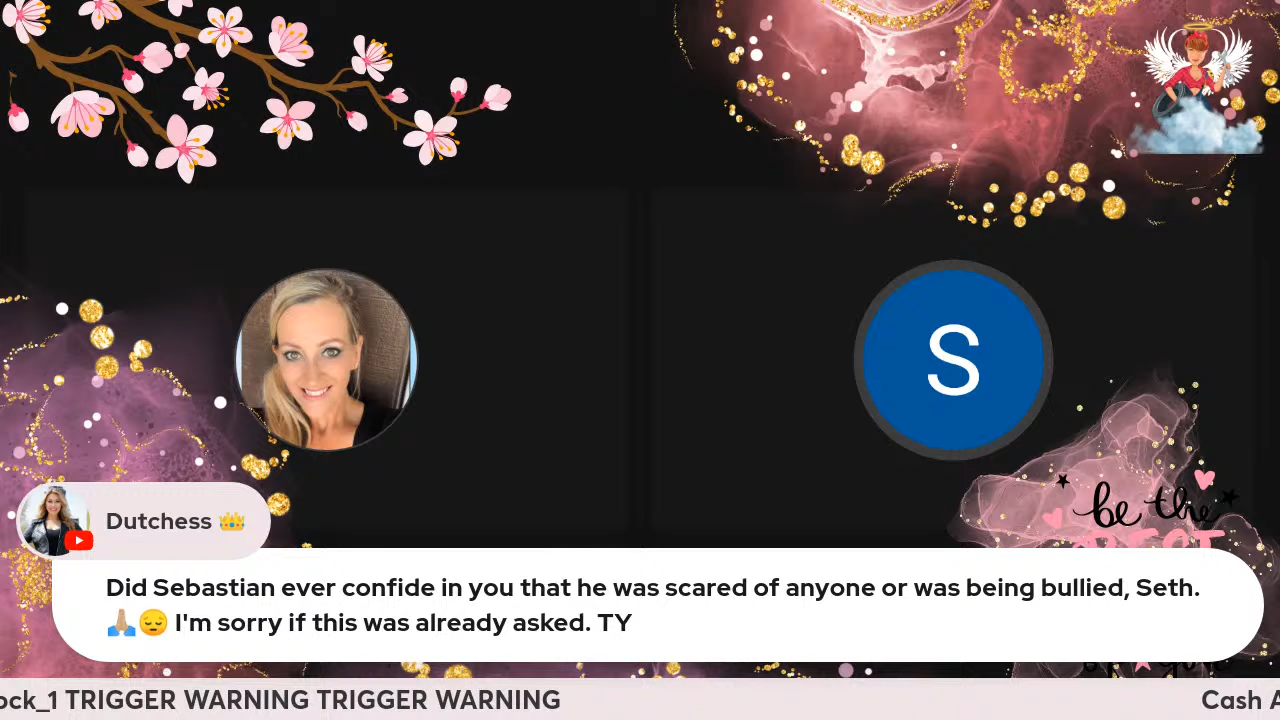 S
be the
Dutchess 👑
Did Sebastian ever confide in you that he was scared of anyone or was being bullied, Seth.
🙏🏼😔 I'm sorry if this was already asked. TY
ock_1 TRIGGER WARNING TRIGGER WARNING
Cash A